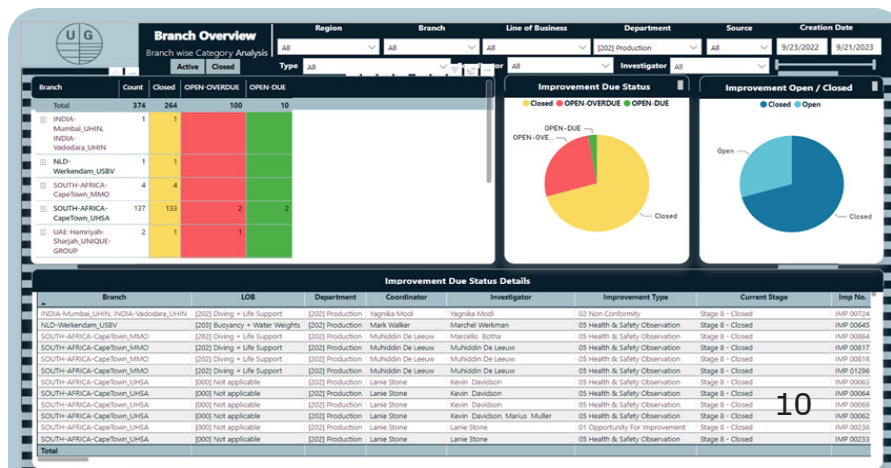 U G
Branch Overview
Branch wise Category Analysis
Active Closed
Region Branch Line of Business Department Source Creation Date
All All All [202] Production All 9/23/2022 9/21/2023
Type All All Investigator All
Branch Count Closed OPEN-OVERDUE OPEN-DUE
Total 374 264 100 10
INDIA-Mumbai_UHIN, INDIA-Vadodara_UHIN 1 1
NLD-Werkendam_USBV 1 1
SOUTH-AFRICA-CapeTown_MMO 4 4
SOUTH-AFRICA-CapeTown_UHSA 137 133 2 2
UAE-Hamriyah-Sharjah_UNIQUE-GROUP 2 1 1
Improvement Due Status
Closed OPEN-OVERDUE OPEN-DUE
OPEN-DUE
OPEN-OVE...
Closed
Improvement Open / Closed
Closed Open
Open
Closed
Improvement Due Status Details
Branch LOB Department Coordinator Investigator Improvement Type Current Stage Imp No.
INDIA-Mumbai_UHIN, INDIA-Vadodara_UHIN [202] Diving + Life Support [202] Production Yagnika Modi Yagnika Modi 02 Non Conformity Stage 8 - Closed IMP 00724
NLD-Werkendam_USBV [203] Buoyancy + Water Weights [202] Production Mark Walker Marchel Werkman 05 Health & Safety Observation Stage 8 - Closed IMP 00645
SOUTH-AFRICA-CapeTown_MMO [202] Diving + Life Support [202] Production Muhiddin De Leeuw Marcello Botha 05 Health & Safety Observation Stage 8 - Closed IMP 00864
SOUTH-AFRICA-CapeTown_MMO [202] Diving + Life Support [202] Production Muhiddin De Leeuw Muhiddin De Leeuw 05 Health & Safety Observation Stage 8 - Closed IMP 00817
SOUTH-AFRICA-CapeTown_MMO [202] Diving + Life Support [202] Production Muhiddin De Leeuw Muhiddin De Leeuw 05 Health & Safety Observation Stage 8 - Closed IMP 00818
SOUTH-AFRICA-CapeTown_MMO [202] Diving + Life Support [202] Production Muhiddin De Leeuw Muhiddin De Leeuw 05 Health & Safety Observation Stage 8 - Closed IMP 01296
SOUTH-AFRICA-CapeTown_UHSA [000] Not applicable [202] Production Lanie Stone Kevin Davidson 05 Health & Safety Observation Stage 8 - Closed IMP 00063
SOUTH-AFRICA-CapeTown_UHSA [000] Not applicable [202] Production Lanie Stone Kevin Davidson 05 Health & Safety Observation Stage 8 - Closed IMP 00064
SOUTH-AFRICA-CapeTown_UHSA [000] Not applicable [202] Production Lanie Stone Kevin Davidson 05 Health & Safety Observation Stage 8 - Closed IMP 00069
SOUTH-AFRICA-CapeTown_UHSA [000] Not applicable [202] Production Lanie Stone Kevin Davidson, Marius Muller 05 Health & Safety Observation Stage 8 - Closed IMP 00062
SOUTH-AFRICA-CapeTown_UHSA [000] Not applicable [202] Production Lanie Stone Lanie Stone 01 Opportunity For Improvement Stage 8 - Closed IMP 00236
SOUTH-AFRICA-CapeTown_UHSA [000] Not applicable [202] Production Lanie Stone Lanie Stone 05 Health & Safety Observation Stage 8 - Closed IMP 00233
Total
10